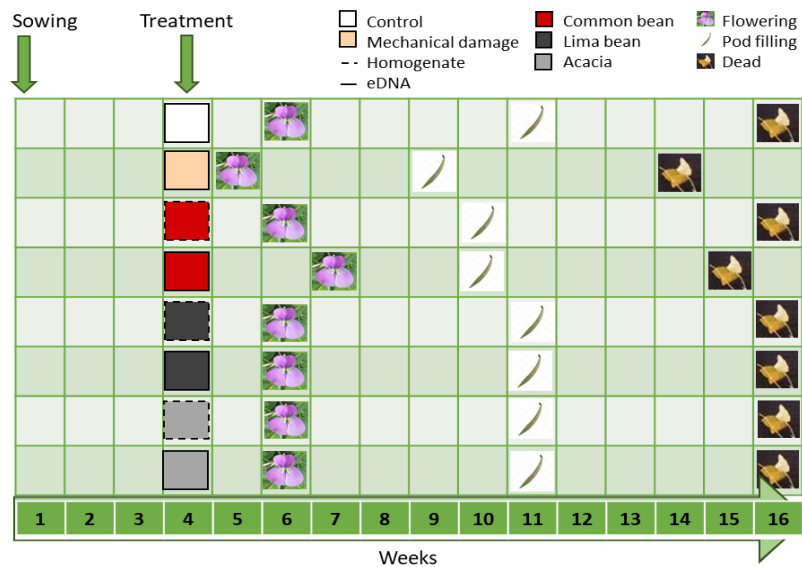 Sowing
Treatment
Control
Mechanical damage
Homogenate
eDNA
Common bean
Lima bean
Acacia
Flowering
Pod filling
Dead
1 2 3 4 5 6 7 8 9 10 11 12 13 14 15 16
Weeks